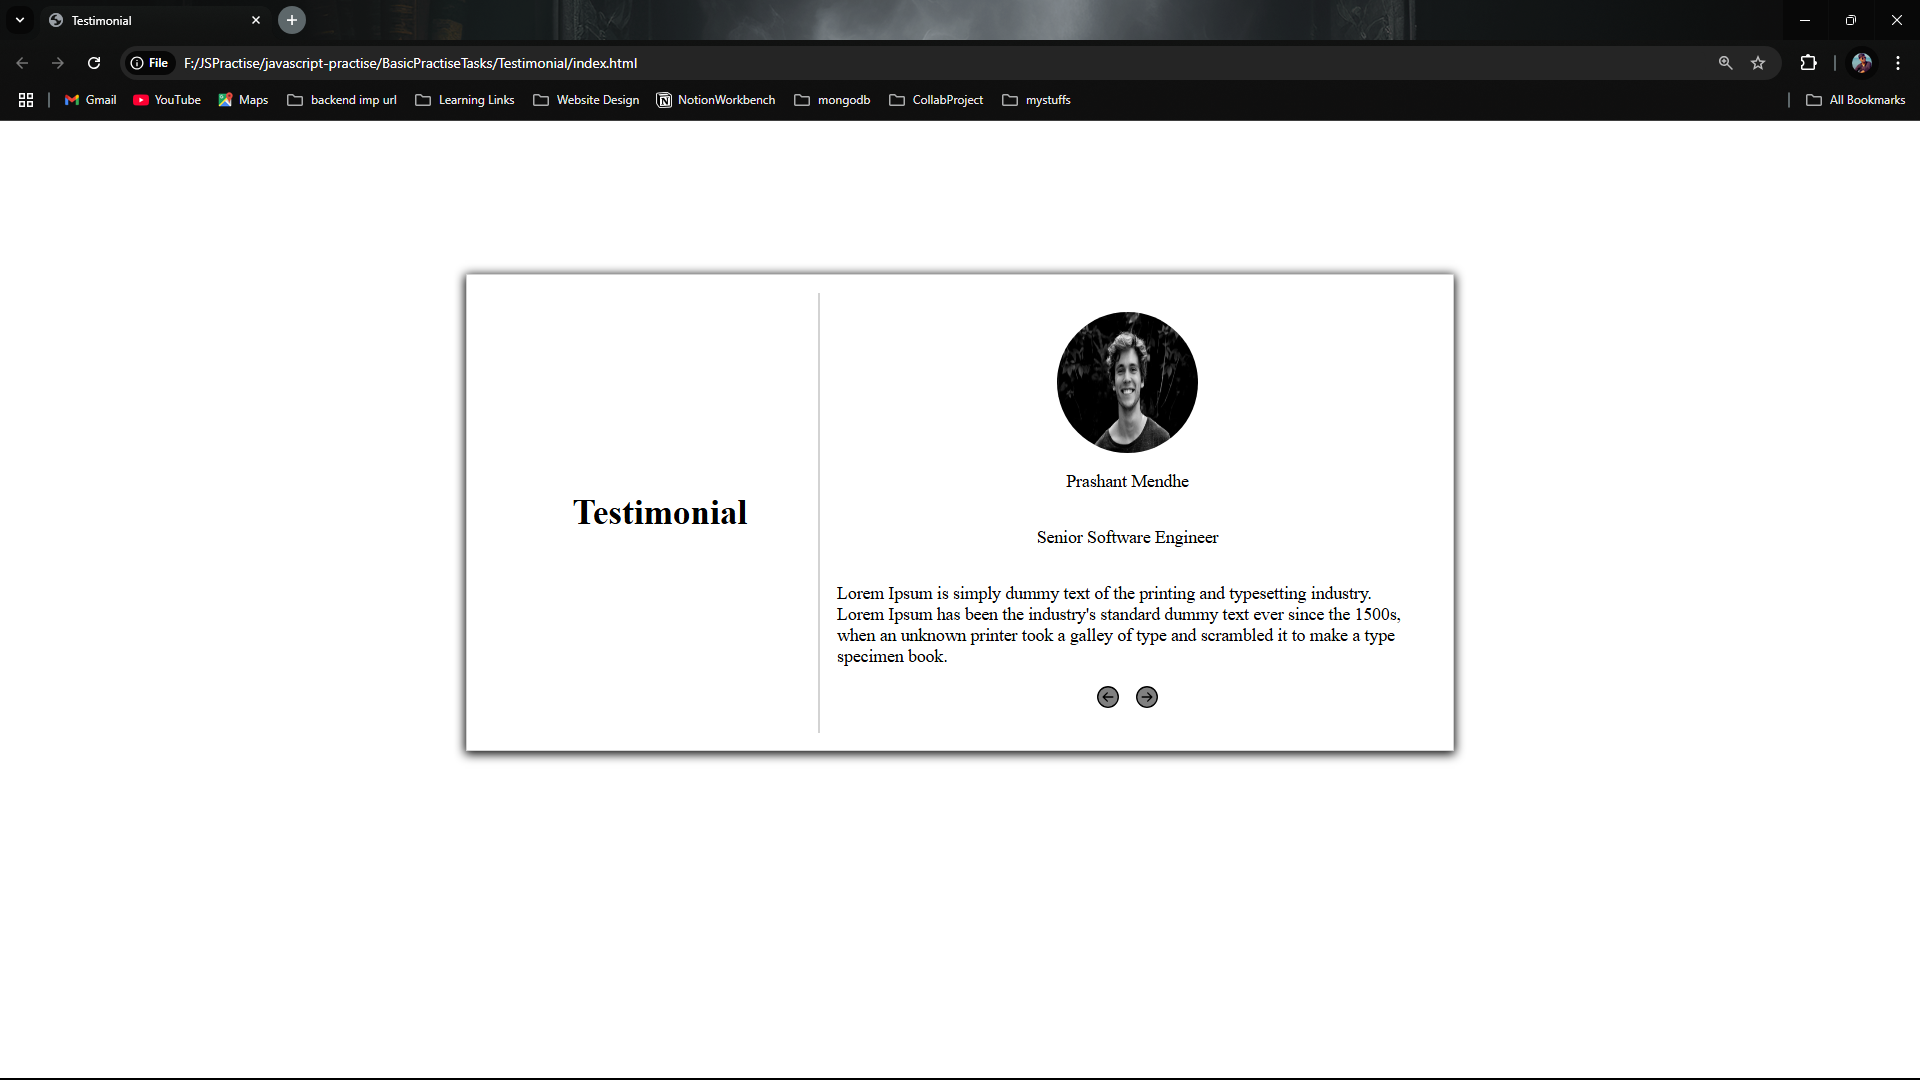 Testimonial
File
F:/JSPractise/javascript-practise/BasicPractiseTasks/Testimonial/index.html
Gmail
YouTube
Maps
backend imp url
Learning Links
Website Design
NotionWorkbench
mongodb
CollabProject
mystuffs
All Bookmarks
Testimonial
Prashant Mendhe
Senior Software Engineer
Lorem Ipsum is simply dummy text of the printing and typesetting industry.
Lorem Ipsum has been the industry's standard dummy text ever since the 1500s,
when an unknown printer took a galley of type and scrambled it to make a type
specimen book.